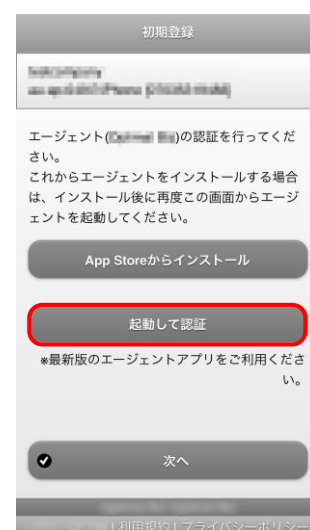 初期登録
エージェント(
)の認証を行ってくだ
さい。
これからエージェントをインストールする場合
は、インストール後に再度この画面からエージ
ェントを起動してください。
App Storeからインストール
起動して認証
*最新版のエージェントアプリをご利用くださ
い。
次へ
| 利用規約 | プライバシーポリシー